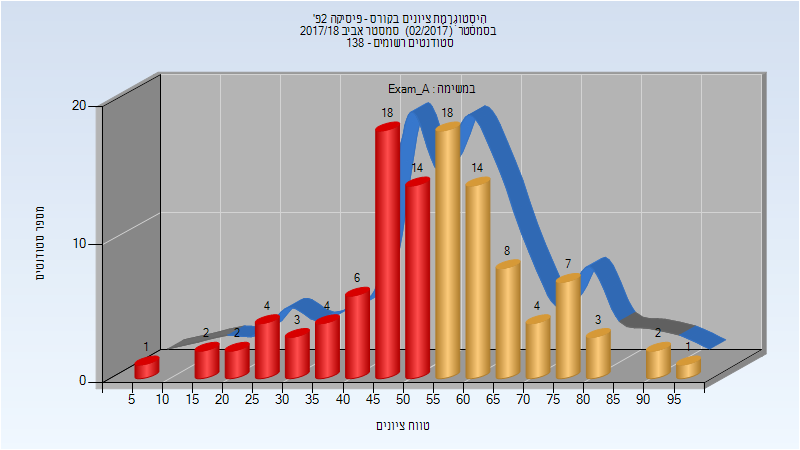 היסטוגרמת ציונים בקורס - פיסיקה 2פ'
בסמסטר (02/2017) סמסטר אביב 2017/18
סטודנטים רשומים - 138
במשימה : Exam_A
מספר סטודנטים
20
10
0
1 2 2 4 3 4 6 18 14 18 14 8 4 7 3 2 1
5 10 15 20 25 30 35 40 45 50 55 60 65 70 75 80 85 90 95
טווח ציונים